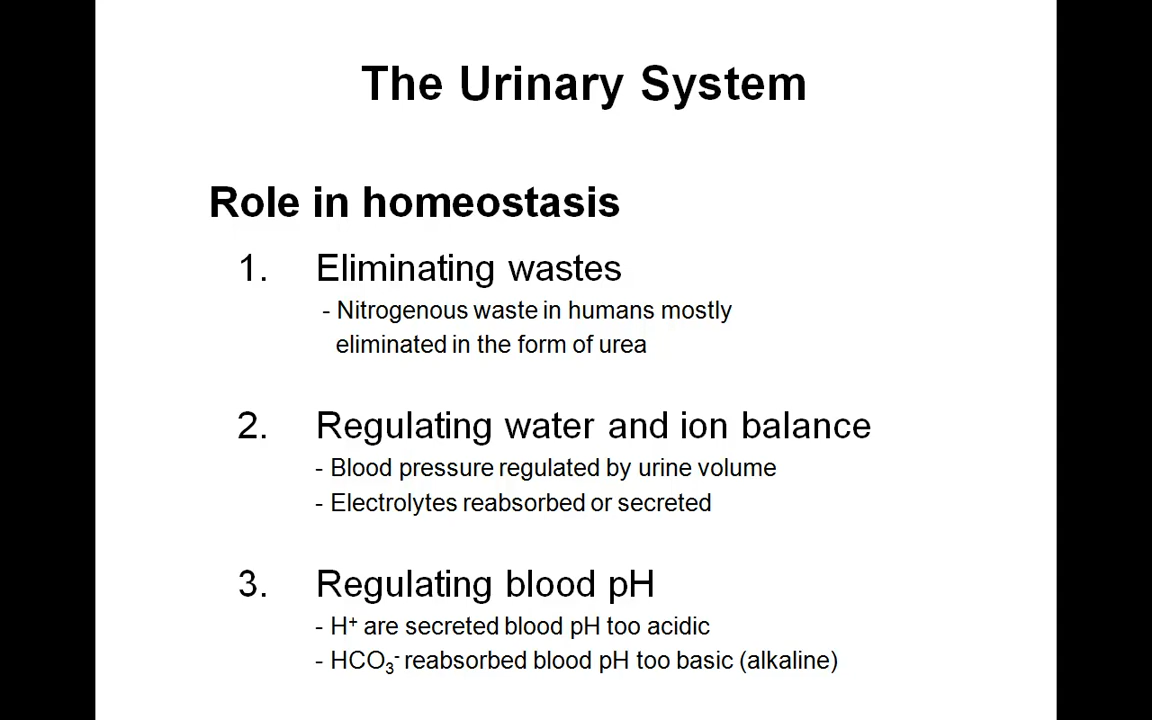 The Urinary System
Role in homeostasis
1. Eliminating wastes
- Nitrogenous waste in humans mostly
eliminated in the form of urea
2. Regulating water and ion balance
- Blood pressure regulated by urine volume
- Electrolytes reabsorbed or secreted
3. Regulating blood pH
- H⁺ are secreted blood pH too acidic
- HCO₃⁻ reabsorbed blood pH too basic (alkaline)